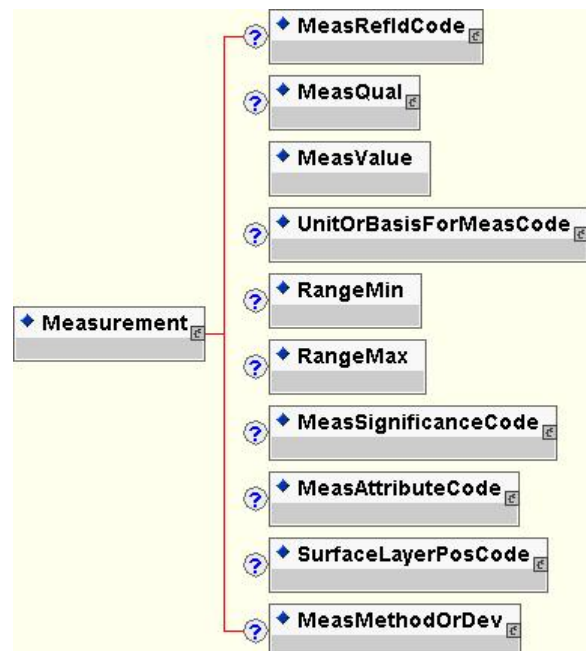 MeasRefIdCode
?
MeasQual
?
MeasValue
UnitOrBasisForMeasCode
?
RangeMin
?
Measurement
RangeMax
?
MeasSignificanceCode
?
MeasAttributeCode
?
SurfaceLayerPosCode
?
MeasMethodOrDev
?